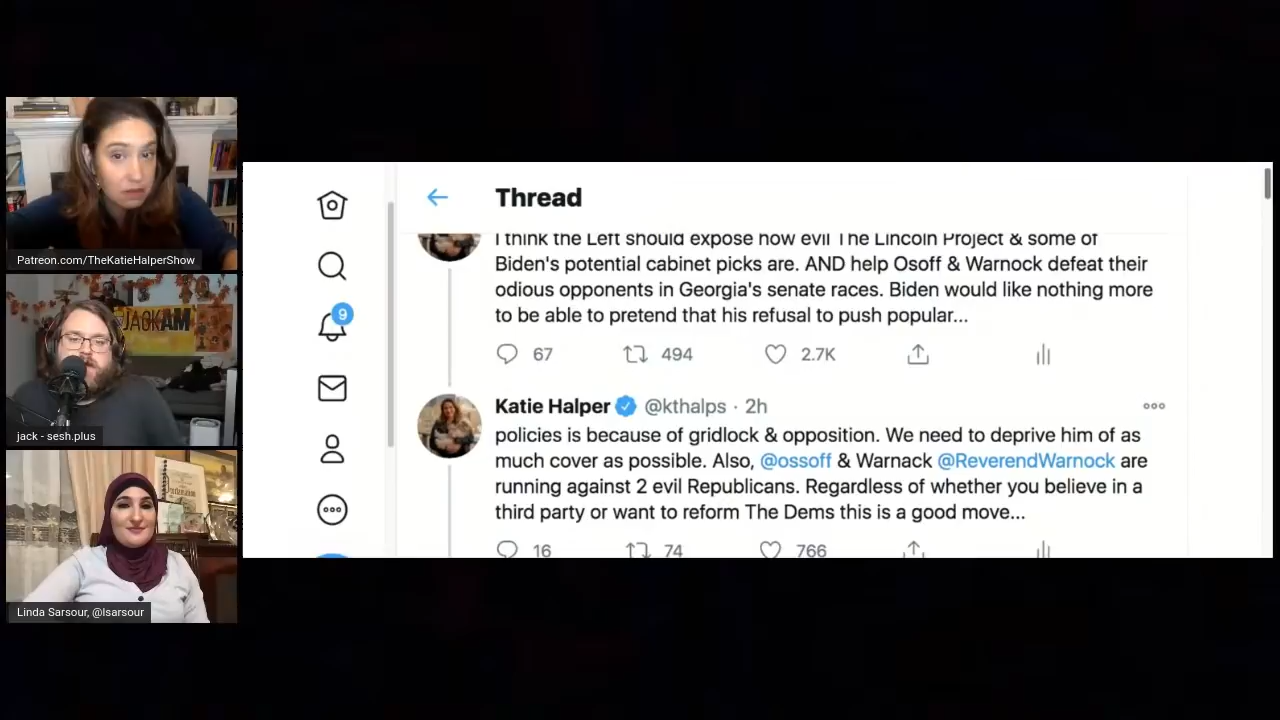 Patreon.com/TheKatieHalperShow
JACKAM
jack - sesh.plus
Linda Sarsour, @lsarsour
9
Thread
I think the Left should expose how evil The Lincoln Project & some of
Biden's potential cabinet picks are. AND help Osoff & Warnock defeat their
odious opponents in Georgia's senate races. Biden would like nothing more
to be able to pretend that his refusal to push popular...
67 494 2.7K
Katie Halper @kthalps · 2h
policies is because of gridlock & opposition. We need to deprive him of as
much cover as possible. Also, @ossoff & Warnack @ReverendWarnock are
running against 2 evil Republicans. Regardless of whether you believe in a
third party or want to reform The Dems this is a good move...
16 74 766